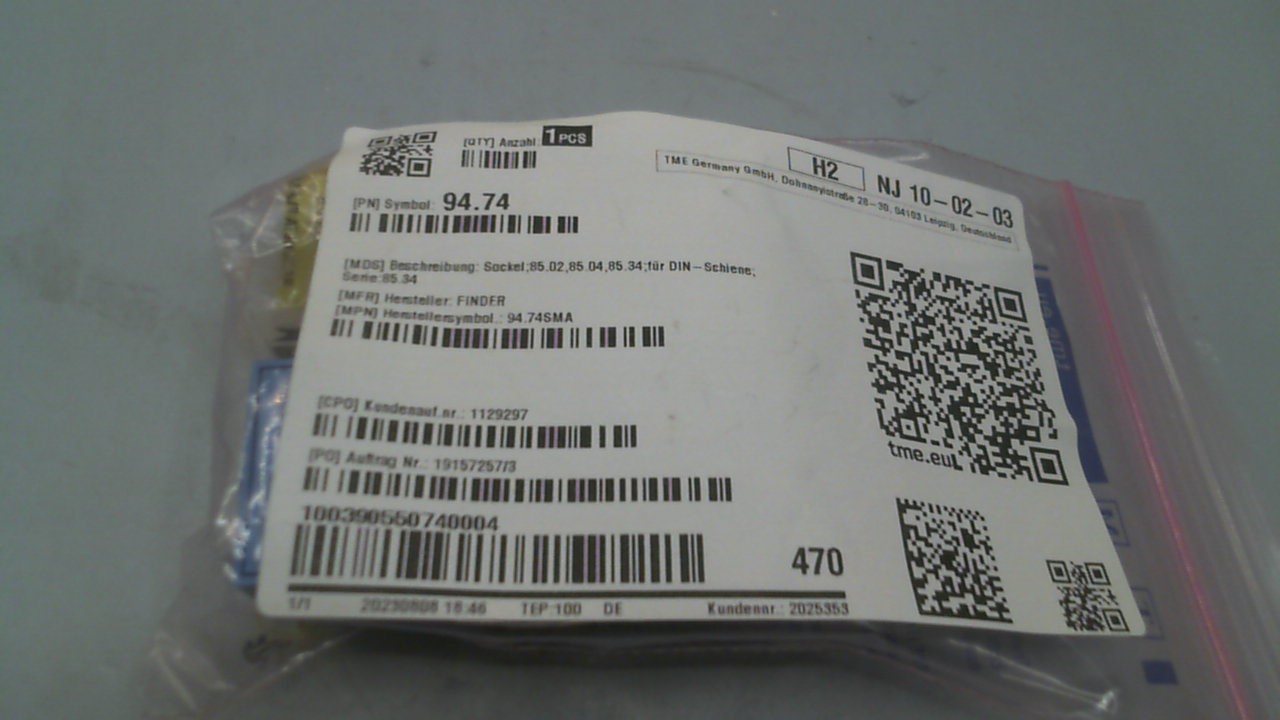 [QTY] Anzahl 1 PCS
H2 NJ 10-02-03
TME Germany GmbH, Dohnanyistraße 28-30, 04103 Leipzig, Deutschland
[PN] Symbol: 94.74
[MDS] Beschreibung: Sockel;85.02,85.04,85.34;für DIN-Schiene;
Serie:85.34
[MFR] Hersteller: FINDER
[MPN] Herstellersymbol.: 94.74SMA
tme.eu
[CPO] Kundenauf.nr.: 1129297
[PO] Auftrag Nr.: 19157257/3
100390550740004
470
1/1 20230808 16:46 TEP:100 DE Kundennr.: 2025353